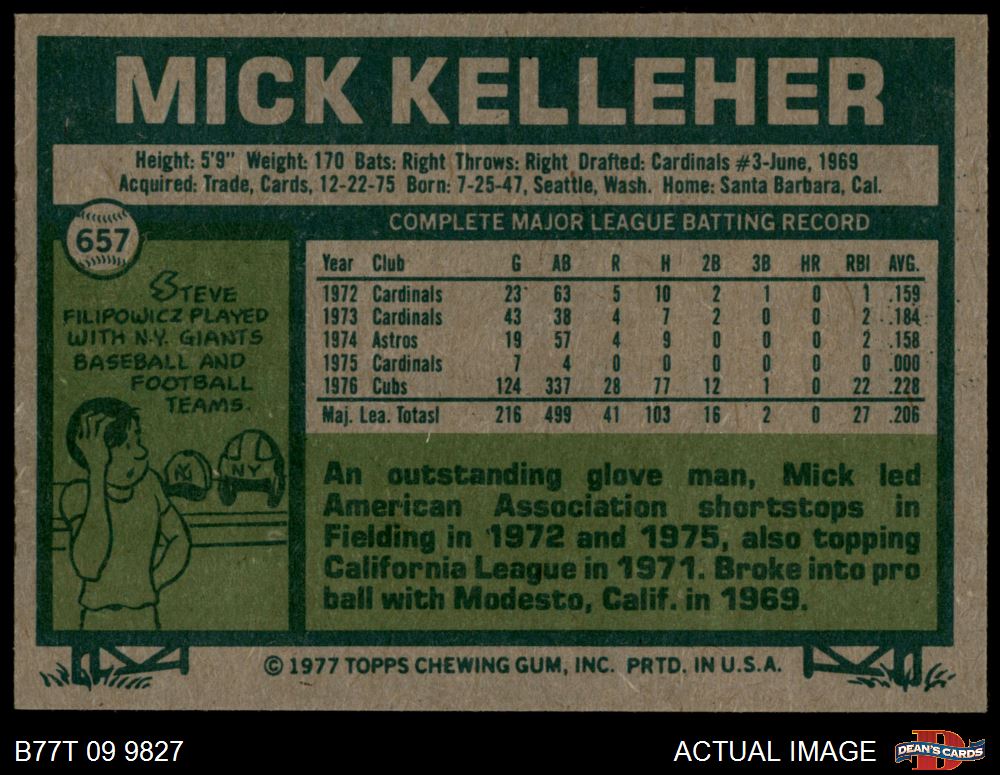 MICK KELLEHER
Height: 5'9" Weight: 170 Bats: Right Throws: Right Drafted: Cardinals #3-June, 1969
Acquired: Trade, Cards, 12-22-75 Born: 7-25-47, Seattle, Wash. Home: Santa Barbara, Cal.
657
STEVE
FILIPOWICZ PLAYED
WITH N.Y. GIANTS
BASEBALL AND
FOOTBALL
TEAMS.
NY
NY
COMPLETE MAJOR LEAGUE BATTING RECORD
Year Club G AB R H 2B 3B HR RBI AVG.
1972 Cardinals 23 63 5 10 2 1 0 1 .159
1973 Cardinals 43 38 4 7 2 0 0 2 .184
1974 Astros 19 57 4 9 0 0 0 2 .158
1975 Cardinals 7 4 0 0 0 0 0 0 .000
1976 Cubs 124 337 28 77 12 1 0 22 .228
Maj. Lea. Totasl 216 499 41 103 16 2 0 27 .206
An outstanding glove man, Mick led
American Association shortstops in
Fielding in 1972 and 1975, also topping
California League in 1971. Broke into pro
ball with Modesto, Calif. in 1969.
© 1977 TOPPS CHEWING GUM, INC. PRTD. IN U.S.A.
B77T 09 9827
ACTUAL IMAGE
D
DEAN'S CARDS